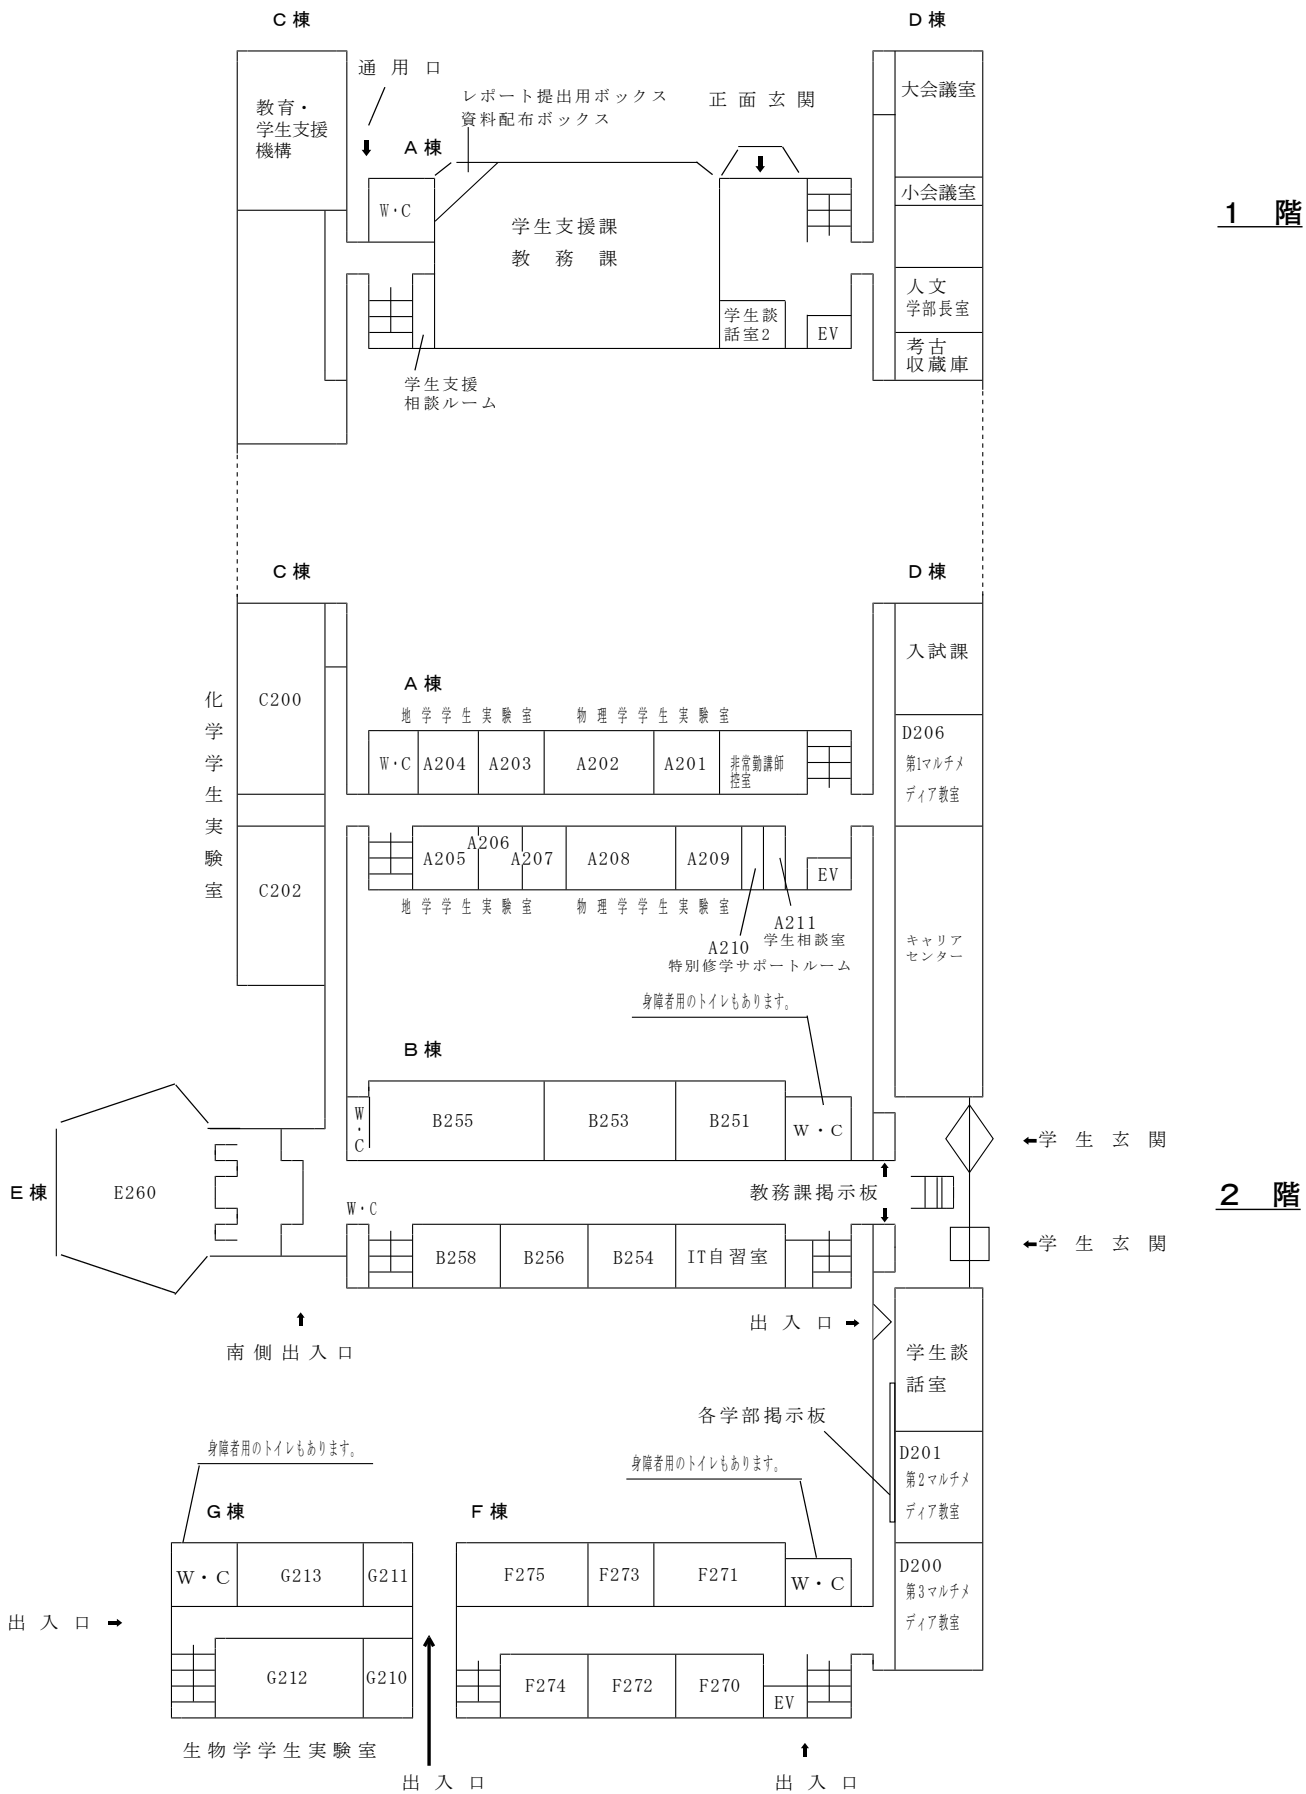 C棟
D棟
通用口
大会議室
レポート提出用ボックス
資料配布ボックス
正面玄関
教育・
学生支援
機構
A棟
小会議室
W・C
1 階
学生支援課
教 務 課
人文
学部長室
学生談
話室2
EV
考古
収蔵庫
学生支援
相談ルーム
C棟
D棟
入試課
A棟
化学学生実験室
C200
地学学生実験室
物理学学生実験室
D206
第1マルチメ
ディア教室
W・C
A204
A203
A202
A201
非常勤講師
控室
A205
A206
A207
A208
A209
EV
C202
地学学生実験室
物理学学生実験室
A211
学生相談室
A210
特別修学サポートルーム
キャリア
センター
身障者用のトイレもあります。
B棟
W・C
B255
B253
B251
W・C
←学生玄関
E棟
E260
教務課掲示板
2 階
W・C
B258
B256
B254
IT自習室
←学生玄関
出入口
南側出入口
学生談
話室
各学部掲示板
身障者用のトイレもあります。
身障者用のトイレもあります。
D201
第2マルチメ
ディア教室
G棟
F棟
W・C
G213
G211
F275
F273
F271
W・C
D200
第3マルチメ
ディア教室
出入口
G212
G210
F274
F272
F270
EV
生物学学生実験室
出入口
出入口